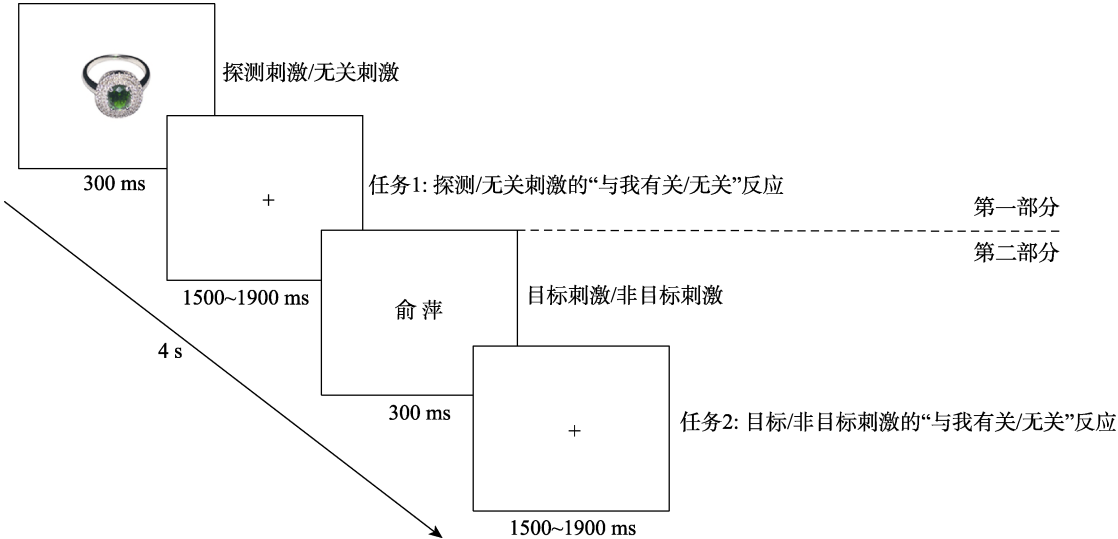 探测刺激/无关刺激
300 ms
+
任务1: 探测/无关刺激的“与我有关/无关”反应
第一部分
第二部分
1500~1900 ms
俞 萍
目标刺激/非目标刺激
4 s
300 ms
+
任务2: 目标/非目标刺激的“与我有关/无关”反应
1500~1900 ms